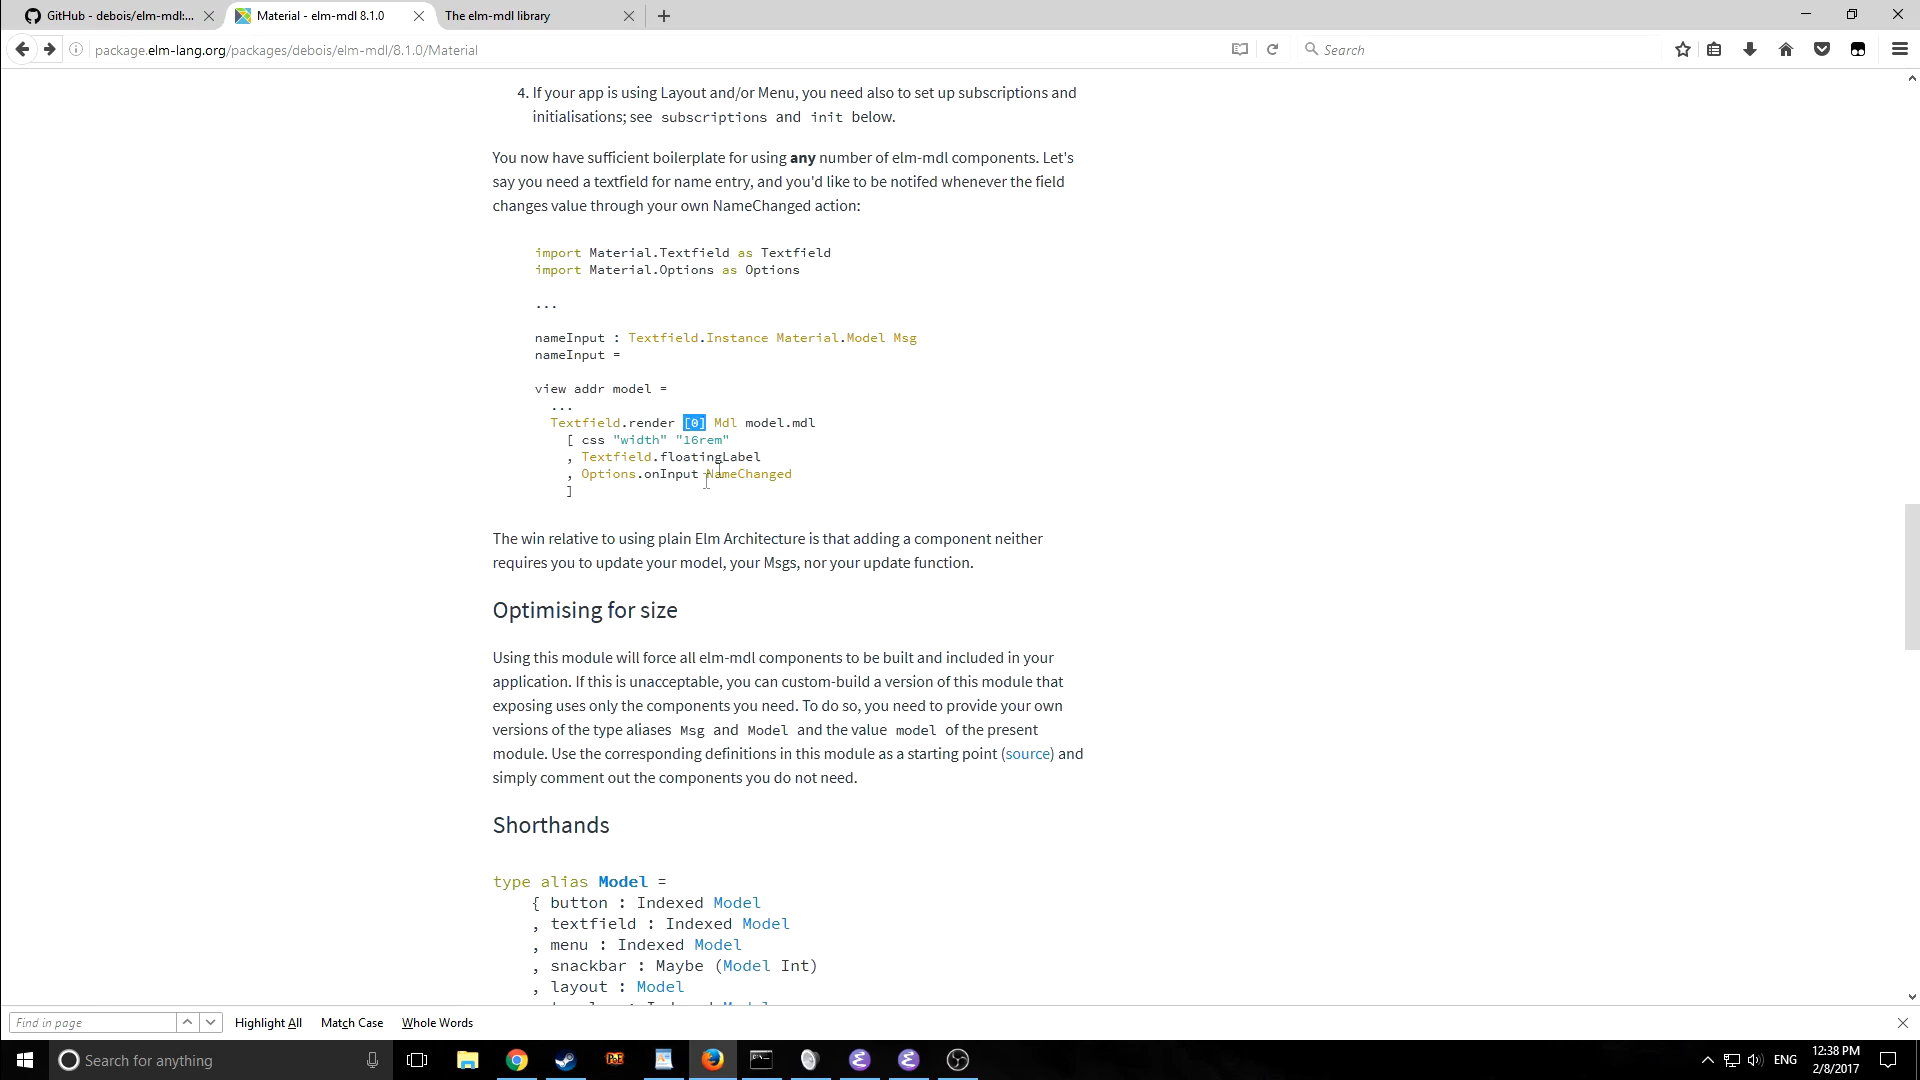 GitHub - debois/elm-mdl:...
Material - elm-mdl 8.1.0
The elm-mdl library
package.elm-lang.org/packages/debois/elm-mdl/8.1.0/Material
Search
4. If your app is using Layout and/or Menu, you need also to set up subscriptions and
initialisations; see subscriptions and init below.
You now have sufficient boilerplate for using any number of elm-mdl components. Let's
say you need a textfield for name entry, and you'd like to be notifed whenever the field
changes value through your own NameChanged action:
import Material.Textfield as Textfield
import Material.Options as Options
...
nameInput : Textfield.Instance Material.Model Msg
nameInput =
view addr model =
...
Textfield.render [0] Mdl model.mdl
[ css "width" "16rem"
, Textfield.floatingLabel
, Options.onInput NameChanged
]
The win relative to using plain Elm Architecture is that adding a component neither
requires you to update your model, your Msgs, nor your update function.
Optimising for size
Using this module will force all elm-mdl components to be built and included in your
application. If this is unacceptable, you can custom-build a version of this module that
exposing uses only the components you need. To do so, you need to provide your own
versions of the type aliases Msg and Model and the value model of the present
module. Use the corresponding definitions in this module as a starting point (source) and
simply comment out the components you do not need.
Shorthands
type alias Model =
{ button : Indexed Model
, textfield : Indexed Model
, menu : Indexed Model
, snackbar : Maybe (Model Int)
, layout : Model
Find in page
Highlight All
Match Case
Whole Words
Search for anything
ENG
12:38 PM
2/8/2017